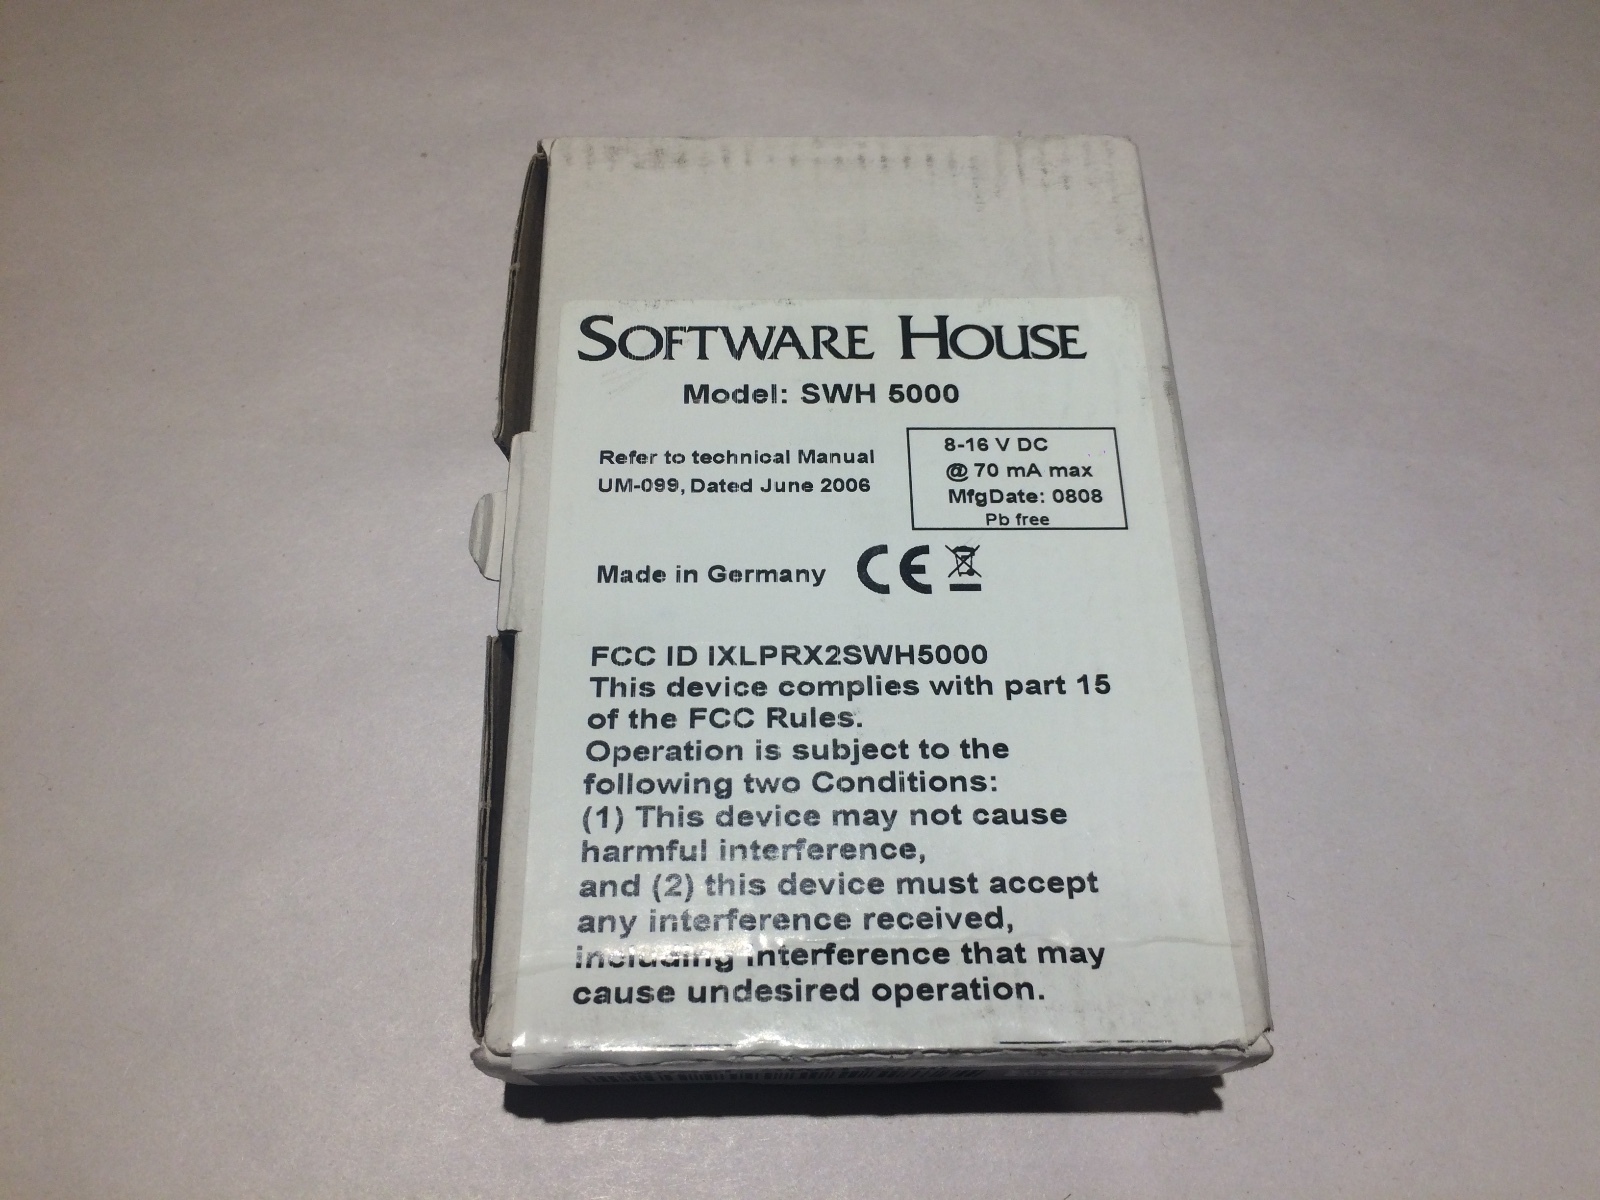 SOFTWARE HOUSE
Model: SWH 5000
Refer to technical Manual
UM-099, Dated June 2006
8-16 V DC
@ 70 mA max
MfgDate: 0808
Pb free
Made in Germany CE
FCC ID IXLPRX2SWH5000
This device complies with part 15
of the FCC Rules.
Operation is subject to the
following two Conditions:
(1) This device may not cause
harmful interference,
and (2) this device must accept
any interference received,
including interference that may
cause undesired operation.